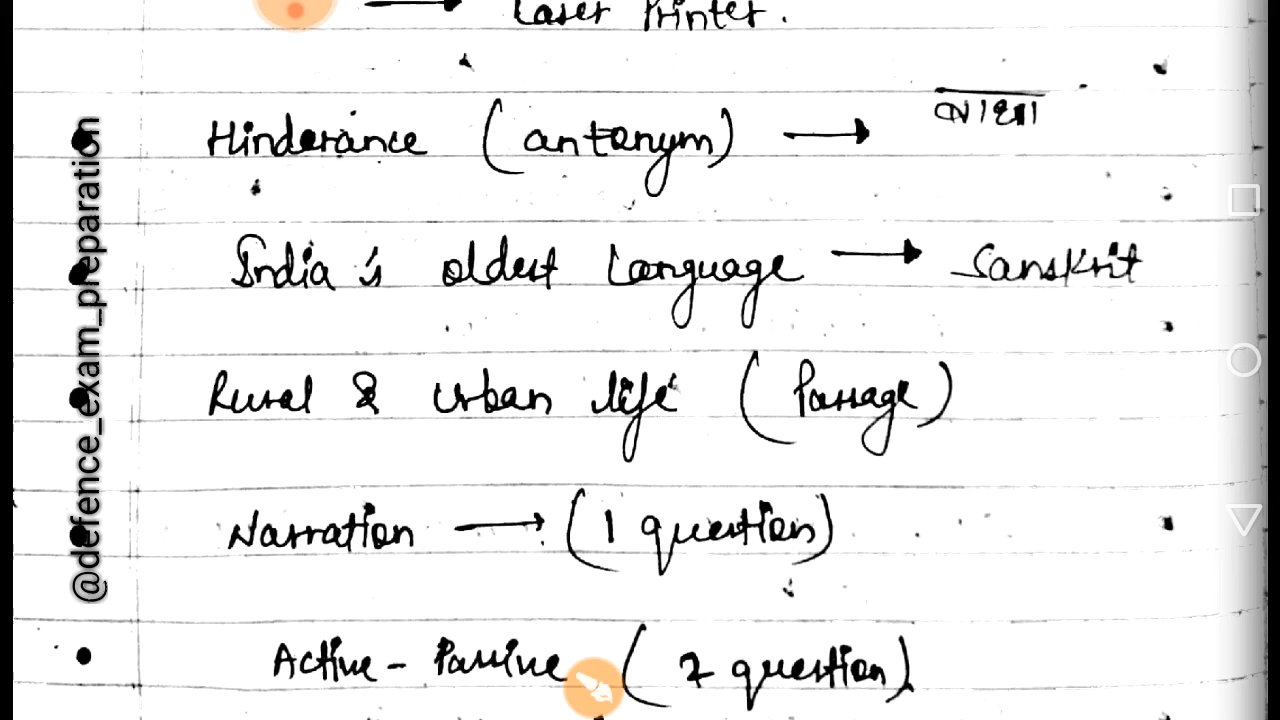 → Laser Printer.
Hinderance (antonym) → बाधा
India's oldest language → Sanskrit
Rural & Urban life (Passage)
Narration → (1 question)
Active - Passive (2 question)
@defence_exam_preparation